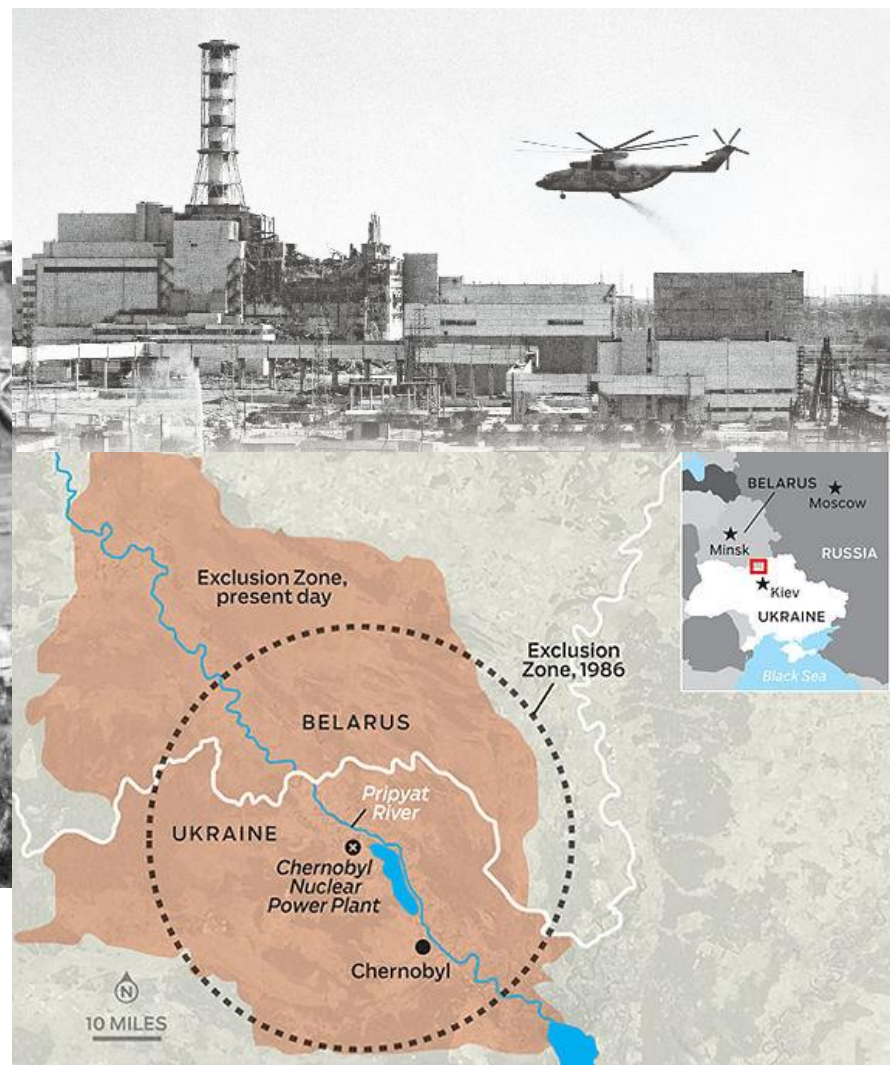 Exclusion Zone,
present day
Exclusion
Zone, 1986
BELARUS
Pripyat
River
UKRAINE
Chernobyl
Nuclear
Power Plant
Chernobyl
N
10 MILES
BELARUS
Moscow
Minsk
RUSSIA
Kiev
UKRAINE
Black Sea